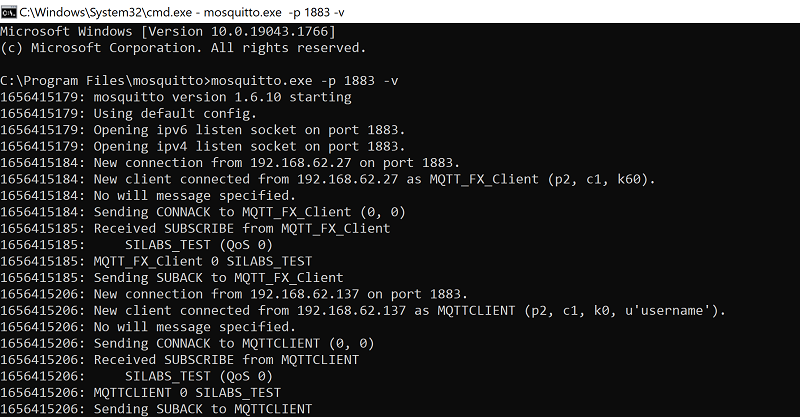 C:\Windows\System32\cmd.exe - mosquitto.exe -p 1883 -v
Microsoft Windows [Version 10.0.19043.1766]
(c) Microsoft Corporation. All rights reserved.
C:\Program Files\mosquitto>mosquitto.exe -p 1883 -v
1656415179: mosquitto version 1.6.10 starting
1656415179: Using default config.
1656415179: Opening ipv6 listen socket on port 1883.
1656415179: Opening ipv4 listen socket on port 1883.
1656415184: New connection from 192.168.62.27 on port 1883.
1656415184: New client connected from 192.168.62.27 as MQTT_FX_Client (p2, c1, k60).
1656415184: No will message specified.
1656415184: Sending CONNACK to MQTT_FX_Client (0, 0)
1656415185: Received SUBSCRIBE from MQTT_FX_Client
1656415185:     SILABS_TEST (QoS 0)
1656415185: MQTT_FX_Client 0 SILABS_TEST
1656415185: Sending SUBACK to MQTT_FX_Client
1656415206: New connection from 192.168.62.137 on port 1883.
1656415206: New client connected from 192.168.62.137 as MQTTCLIENT (p2, c1, k0, u'username').
1656415206: No will message specified.
1656415206: Sending CONNACK to MQTTCLIENT (0, 0)
1656415206: Received SUBSCRIBE from MQTTCLIENT
1656415206:     SILABS_TEST (QoS 0)
1656415206: MQTTCLIENT 0 SILABS_TEST
1656415206: Sending SUBACK to MQTTCLIENT